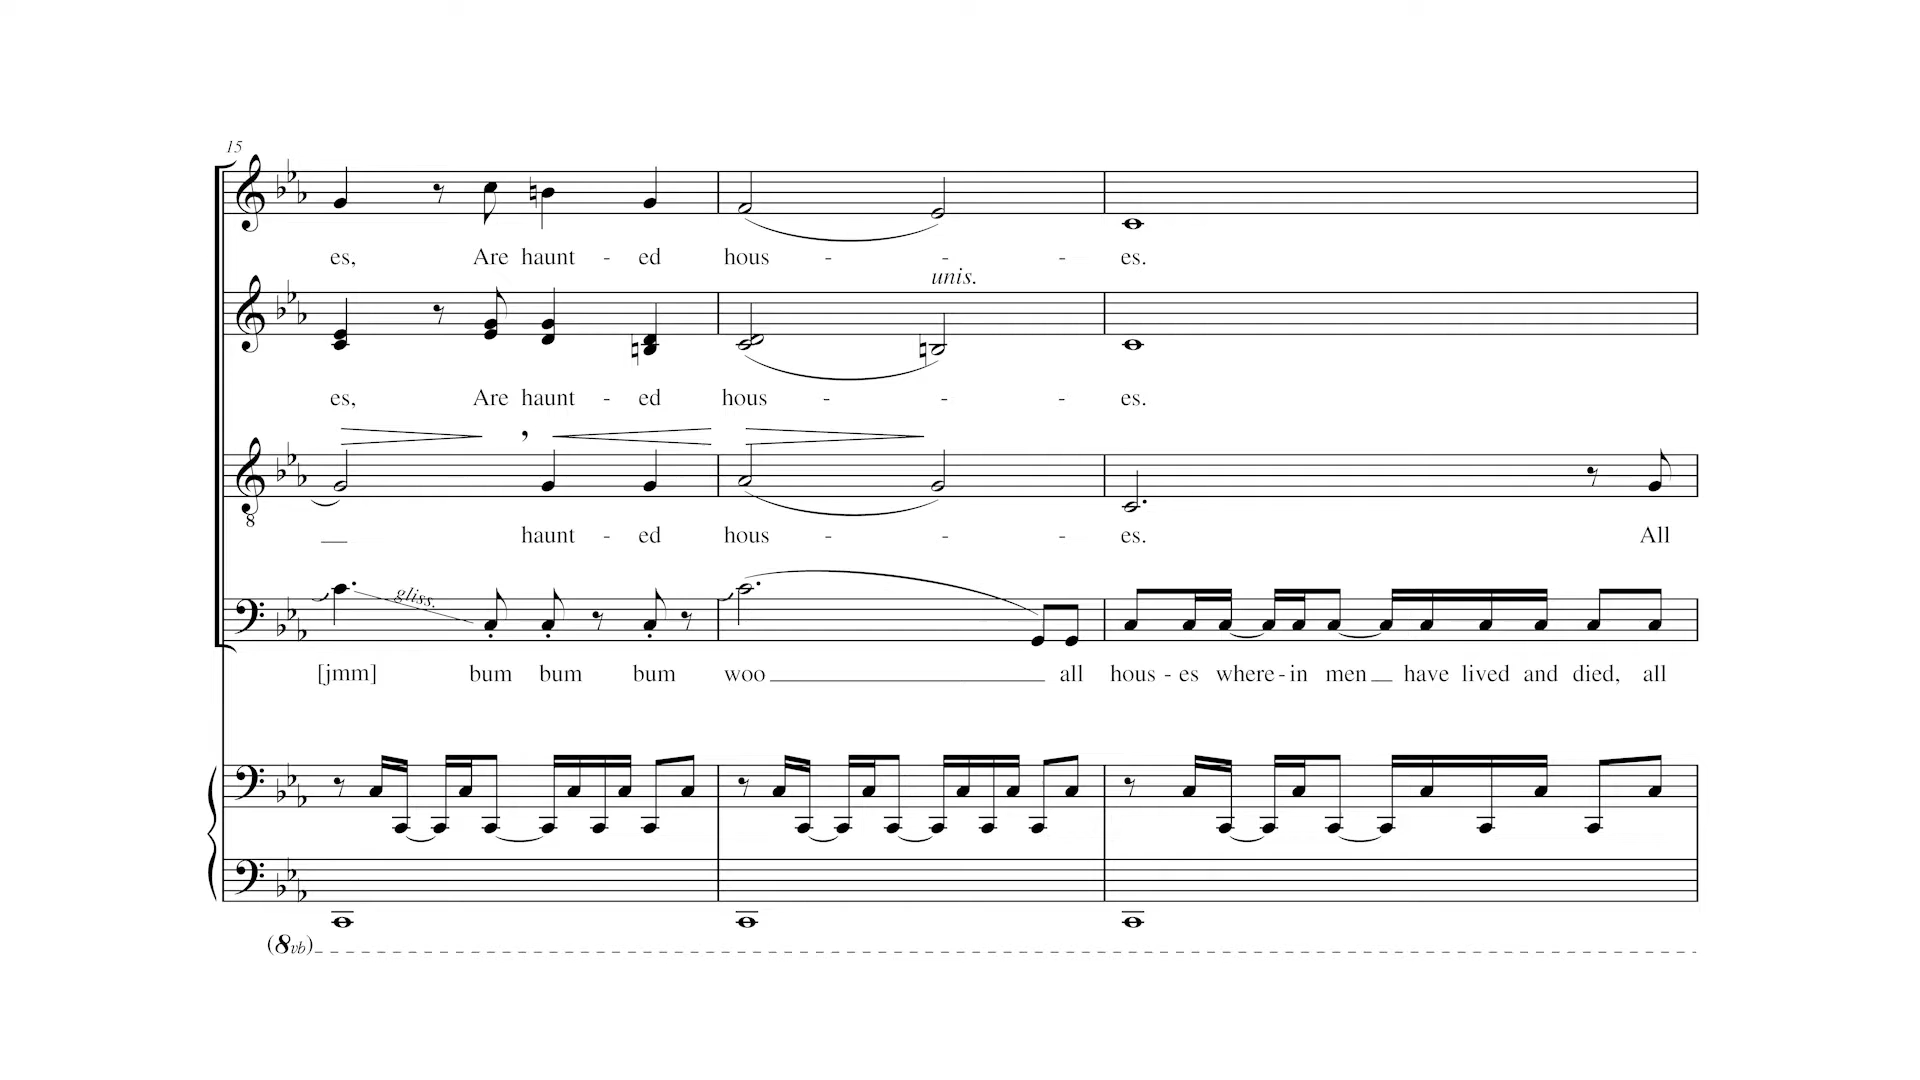 15
es, Are haunt - ed hous - - - es.
unis.
es, Are haunt - ed hous - - - es.
haunt - ed hous - - - es. All
gliss.
[jmm] bum bum bum woo all hous - es where - in men have lived and died, all
(8vb)